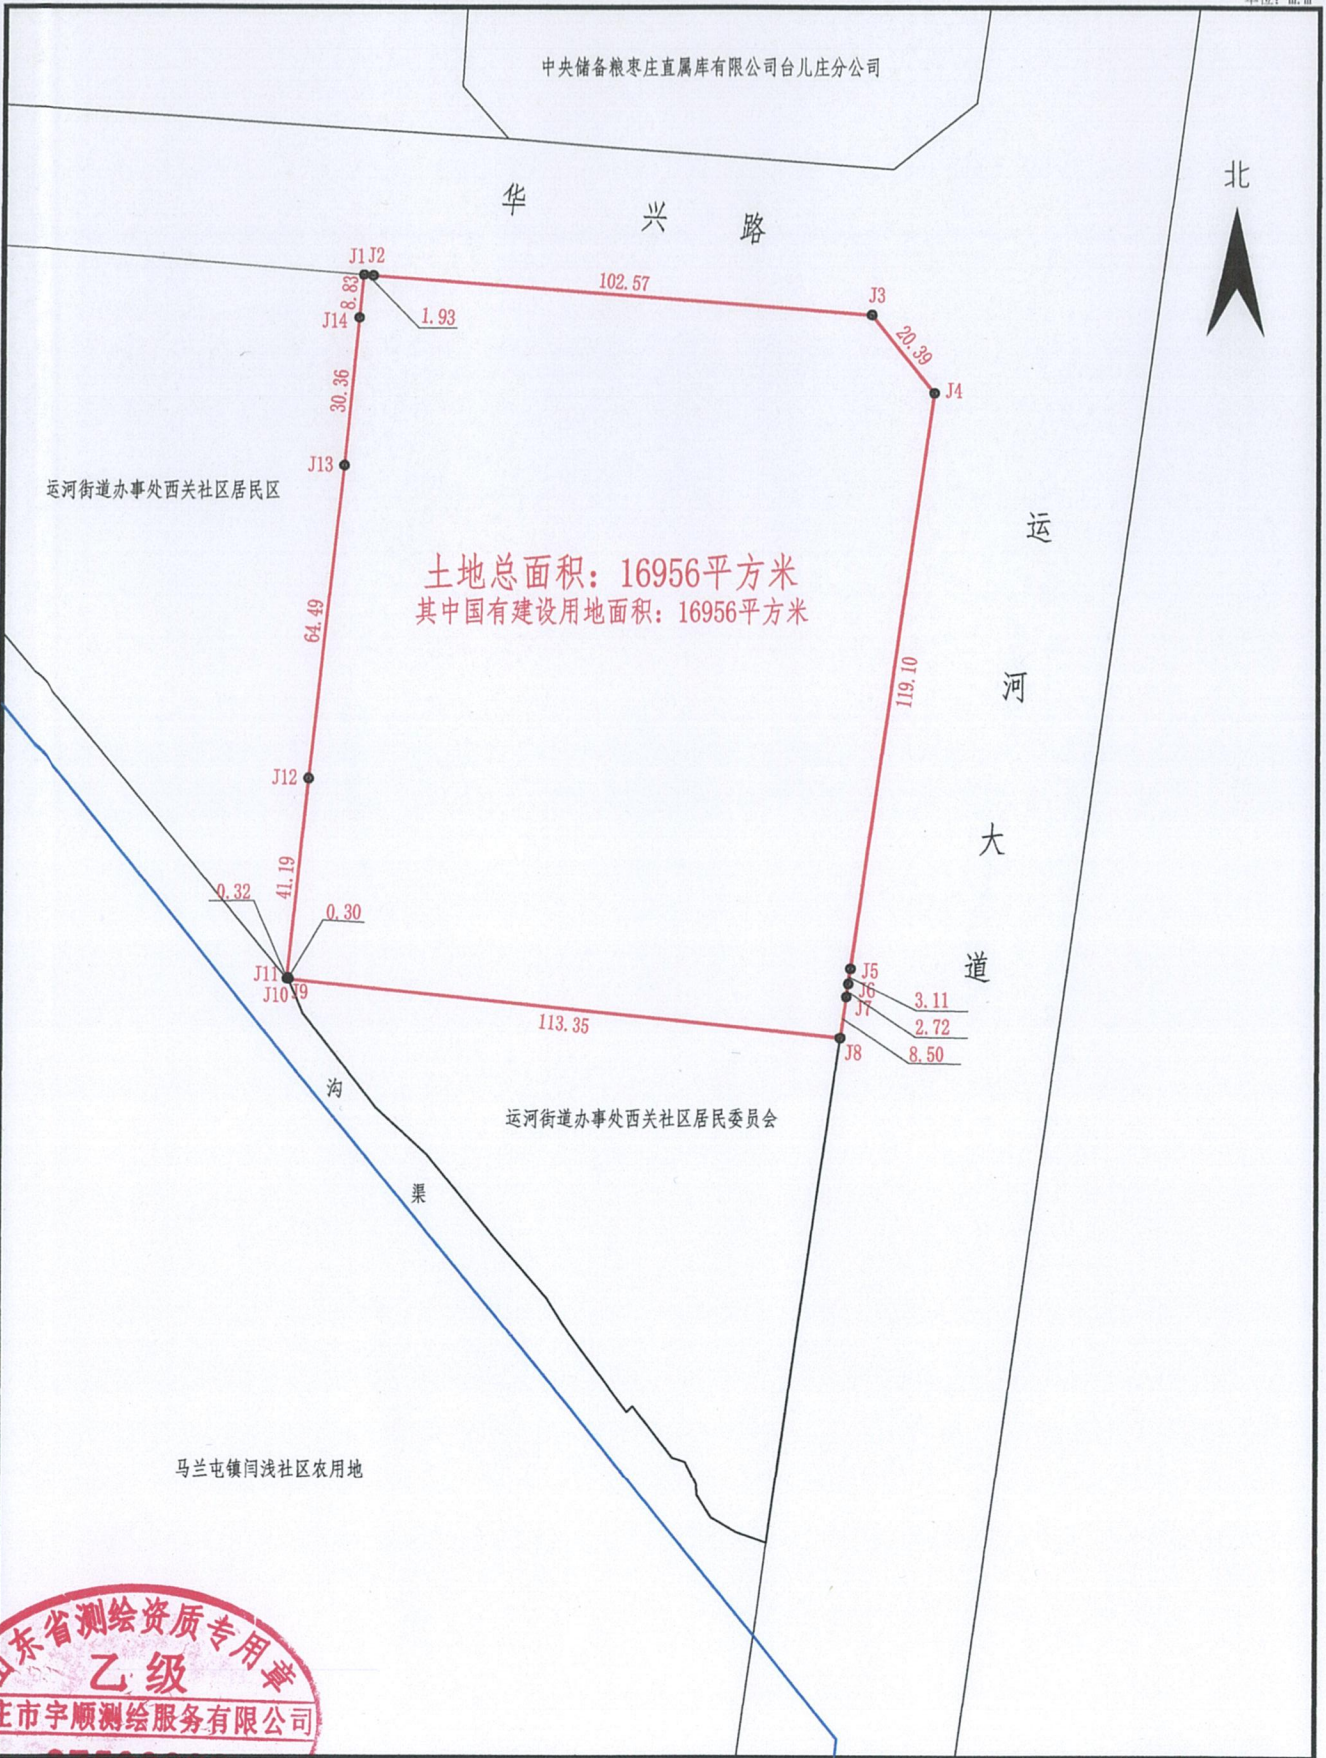 中央储备粮枣庄直属库有限公司台儿庄分公司
北
华兴路
J1 J2
102.57
8.83
J3
1.93
J14
20.39
30.36
J4
J13
运河街道办事处西关社区居民区
运河大道
土地总面积：16956平方米
其中国有建设用地面积：16956平方米
64.49
119.10
J12
41.19
0.32
0.30
J11
J10 J9
J5
J6
J7
3.11
2.72
8.50
J8
113.35
沟渠
运河街道办事处西关社区居民委员会
马兰屯镇闫浅社区农用地
东省测绘资质专用章
乙级
庄市宇顺测绘服务有限公司